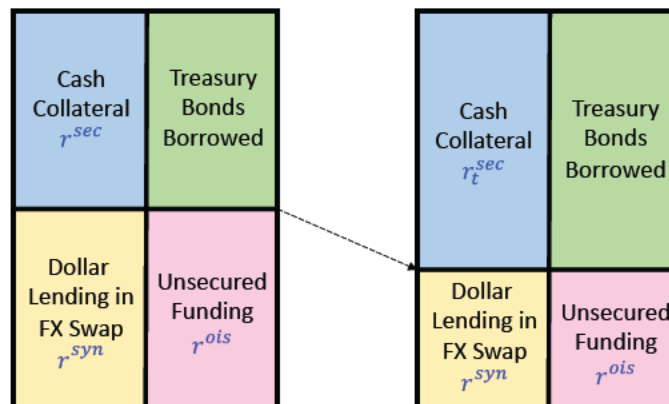 Cash
Collateral
r^sec
Treasury
Bonds
Borrowed
Dollar
Lending in
FX Swap
r^syn
Unsecured
Funding
r^ois
Cash
Collateral
r_t^sec
Treasury
Bonds
Borrowed
Dollar
Lending in
FX Swap
r^syn
Unsecured
Funding
r^ois